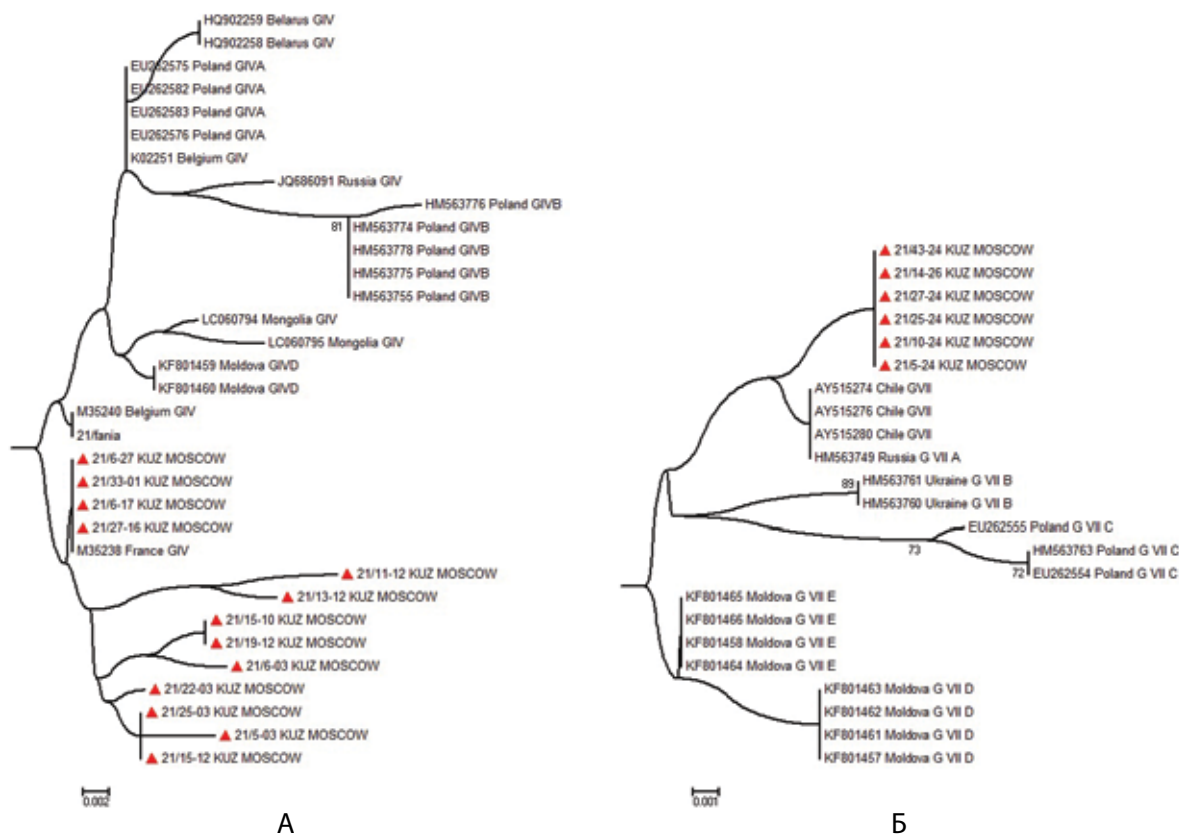 HQ902259 Belarus GIV
HQ902258 Belarus GIV
EU262575 Poland GIVA
EU262582 Poland GIVA
EU262583 Poland GIVA
EU262576 Poland GIVA
K02251 Belgium GIV
JQ686091 Russia GIV
HM563776 Poland GIVB
81
HM563774 Poland GIVB
HM563778 Poland GIVB
HM563775 Poland GIVB
HM563755 Poland GIVB
LC060794 Mongolia GIV
LC060795 Mongolia GIV
KF801459 Moldova GIVD
KF801460 Moldova GIVD
M35240 Belgium GIV
21/fania
21/6-27 KUZ MOSCOW
21/33-01 KUZ MOSCOW
21/6-17 KUZ MOSCOW
21/27-16 KUZ MOSCOW
M35238 France GIV
21/11-12 KUZ MOSCOW
21/13-12 KUZ MOSCOW
21/15-10 KUZ MOSCOW
21/19-12 KUZ MOSCOW
21/6-03 KUZ MOSCOW
21/22-03 KUZ MOSCOW
21/25-03 KUZ MOSCOW
21/5-03 KUZ MOSCOW
21/15-12 KUZ MOSCOW
0.002
А
21/43-24 KUZ MOSCOW
21/14-26 KUZ MOSCOW
21/27-24 KUZ MOSCOW
21/25-24 KUZ MOSCOW
21/10-24 KUZ MOSCOW
21/5-24 KUZ MOSCOW
AY515274 Chile GVII
AY515276 Chile GVII
AY515280 Chile GVII
HM563749 Russia G VII A
89
HM563761 Ukraine G VII B
HM563760 Ukraine G VII B
EU262555 Poland G VII C
73
HM563763 Poland G VII C
72
EU262554 Poland G VII C
KF801465 Moldova G VII E
KF801466 Moldova G VII E
KF801458 Moldova G VII E
KF801464 Moldova G VII E
KF801463 Moldova G VII D
KF801462 Moldova G VII D
KF801461 Moldova G VII D
KF801457 Moldova G VII D
0.001
Б